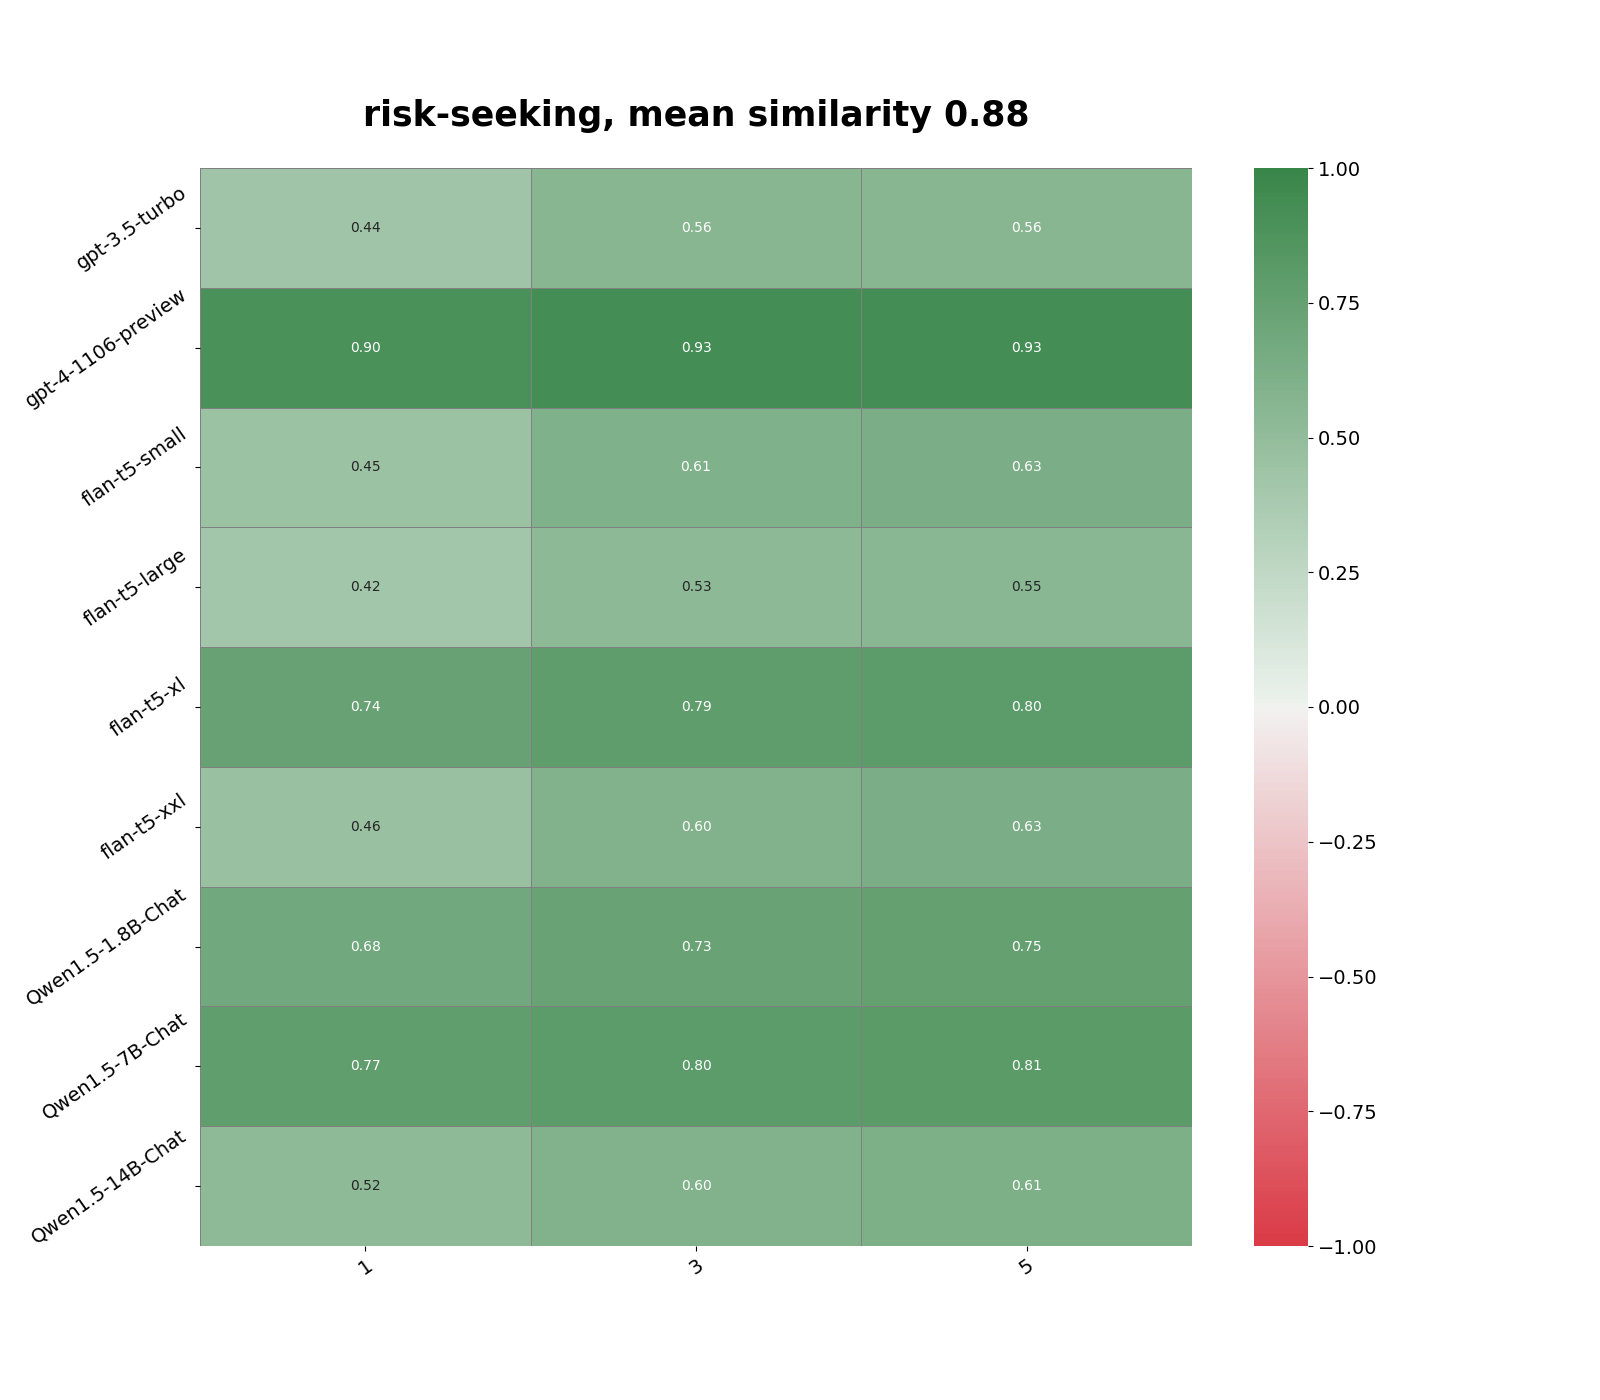 risk-seeking, mean similarity 0.88
gpt-3.5-turbo 0.44 0.56 0.56
gpt-4-1106-preview 0.90 0.93 0.93
flan-t5-small 0.45 0.61 0.63
flan-t5-large 0.42 0.53 0.55
flan-t5-xl 0.74 0.79 0.80
flan-t5-xxl 0.46 0.60 0.63
Qwen1.5-1.8B-Chat 0.68 0.73 0.75
Qwen1.5-7B-Chat 0.77 0.80 0.81
Qwen1.5-14B-Chat 0.52 0.60 0.61
1 3 5
1.00
0.75
0.50
0.25
0.00
−0.25
−0.50
−0.75
−1.00